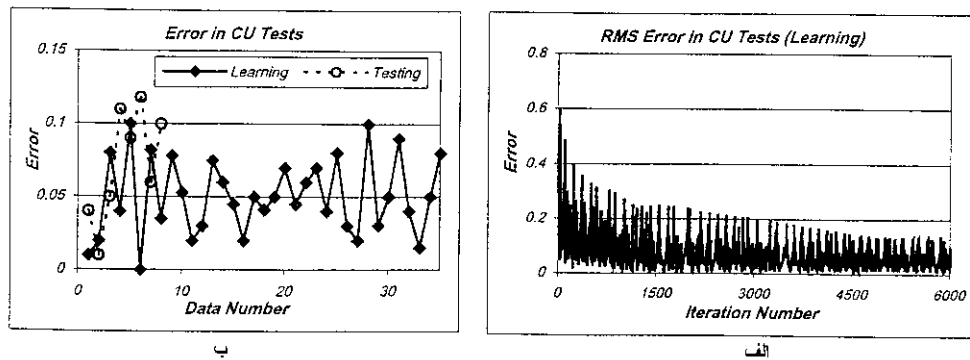 Error in CU Tests
0.15
0.1
0.05
0
Error
Learning
Testing
0 10 20 30
Data Number
ب
RMS Error in CU Tests (Learning)
0.8
0.6
0.4
0.2
0
Error
0 1500 3000 4500 6000
Iteration Number
الف